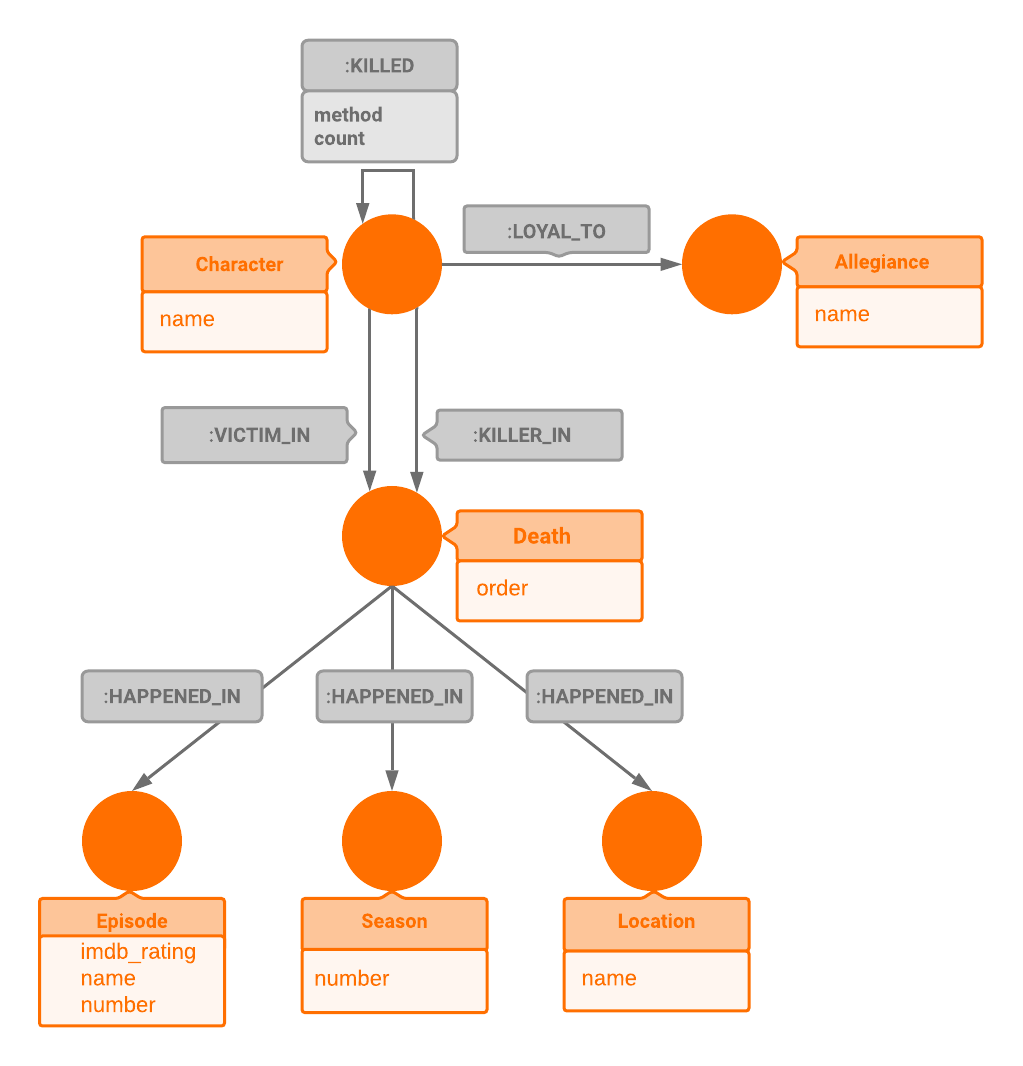 :KILLED
method
count
:LOYAL_TO
Character
name
Allegiance
name
:VICTIM_IN
:KILLER_IN
Death
order
:HAPPENED_IN
:HAPPENED_IN
:HAPPENED_IN
Episode
imdb_rating
name
number
Season
number
Location
name